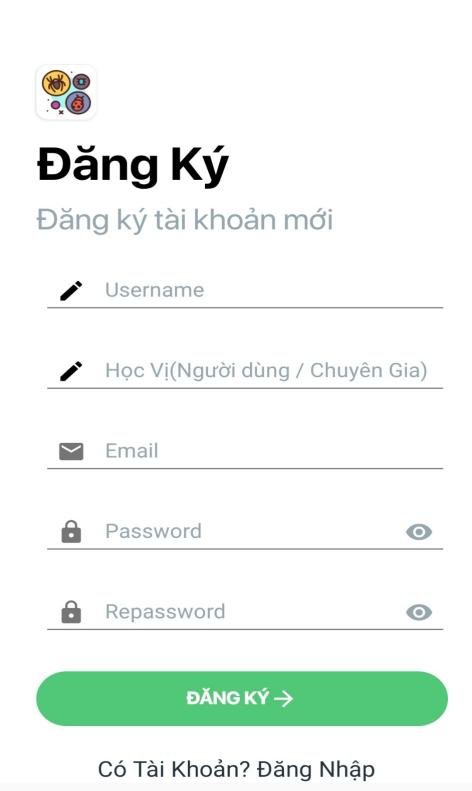 Đăng Ký
Đăng ký tài khoản mới
Username
Học Vị(Người dùng / Chuyên Gia)
Email
Password
Repassword
ĐĂNG KÝ →
Có Tài Khoản? Đăng Nhập